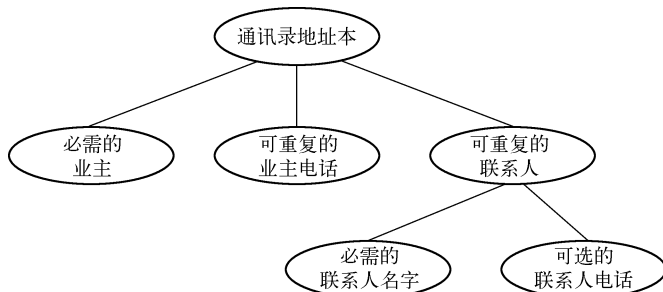 通讯录地址本
必需的
业主
可重复的
业主电话
可重复的
联系人
必需的
联系人名字
可选的
联系人电话